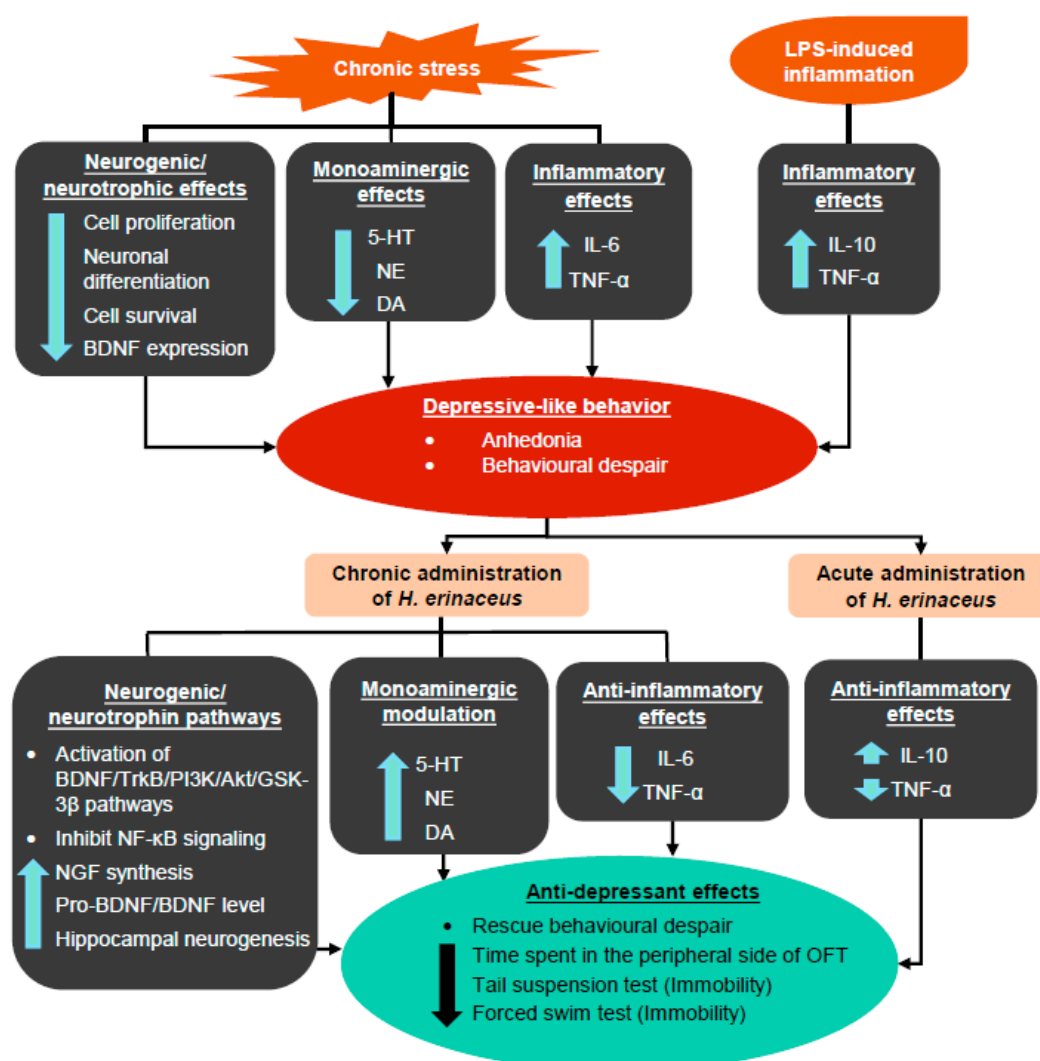 Chronic stress
LPS-induced
inflammation
Neurogenic/
neurotrophic effects
Cell proliferation
Neuronal
differentiation
Cell survival
BDNF expression
Monoaminergic
effects
5-HT
NE
DA
Inflammatory
effects
IL-6
TNF-α
Inflammatory
effects
IL-10
TNF-α
Depressive-like behavior
• Anhedonia
• Behavioural despair
Chronic administration
of H. erinaceus
Acute administration
of H. erinaceus
Neurogenic/
neurotrophin pathways
• Activation of
BDNF/TrkB/PI3K/Akt/GSK-
3β pathways
• Inhibit NF-κB signaling
NGF synthesis
Pro-BDNF/BDNF level
Hippocampal neurogenesis
Monoaminergic
modulation
5-HT
NE
DA
Anti-inflammatory
effects
IL-6
TNF-α
Anti-inflammatory
effects
IL-10
TNF-α
Anti-depressant effects
• Rescue behavioural despair
Time spent in the peripheral side of OFT
Tail suspension test (Immobility)
Forced swim test (Immobility)